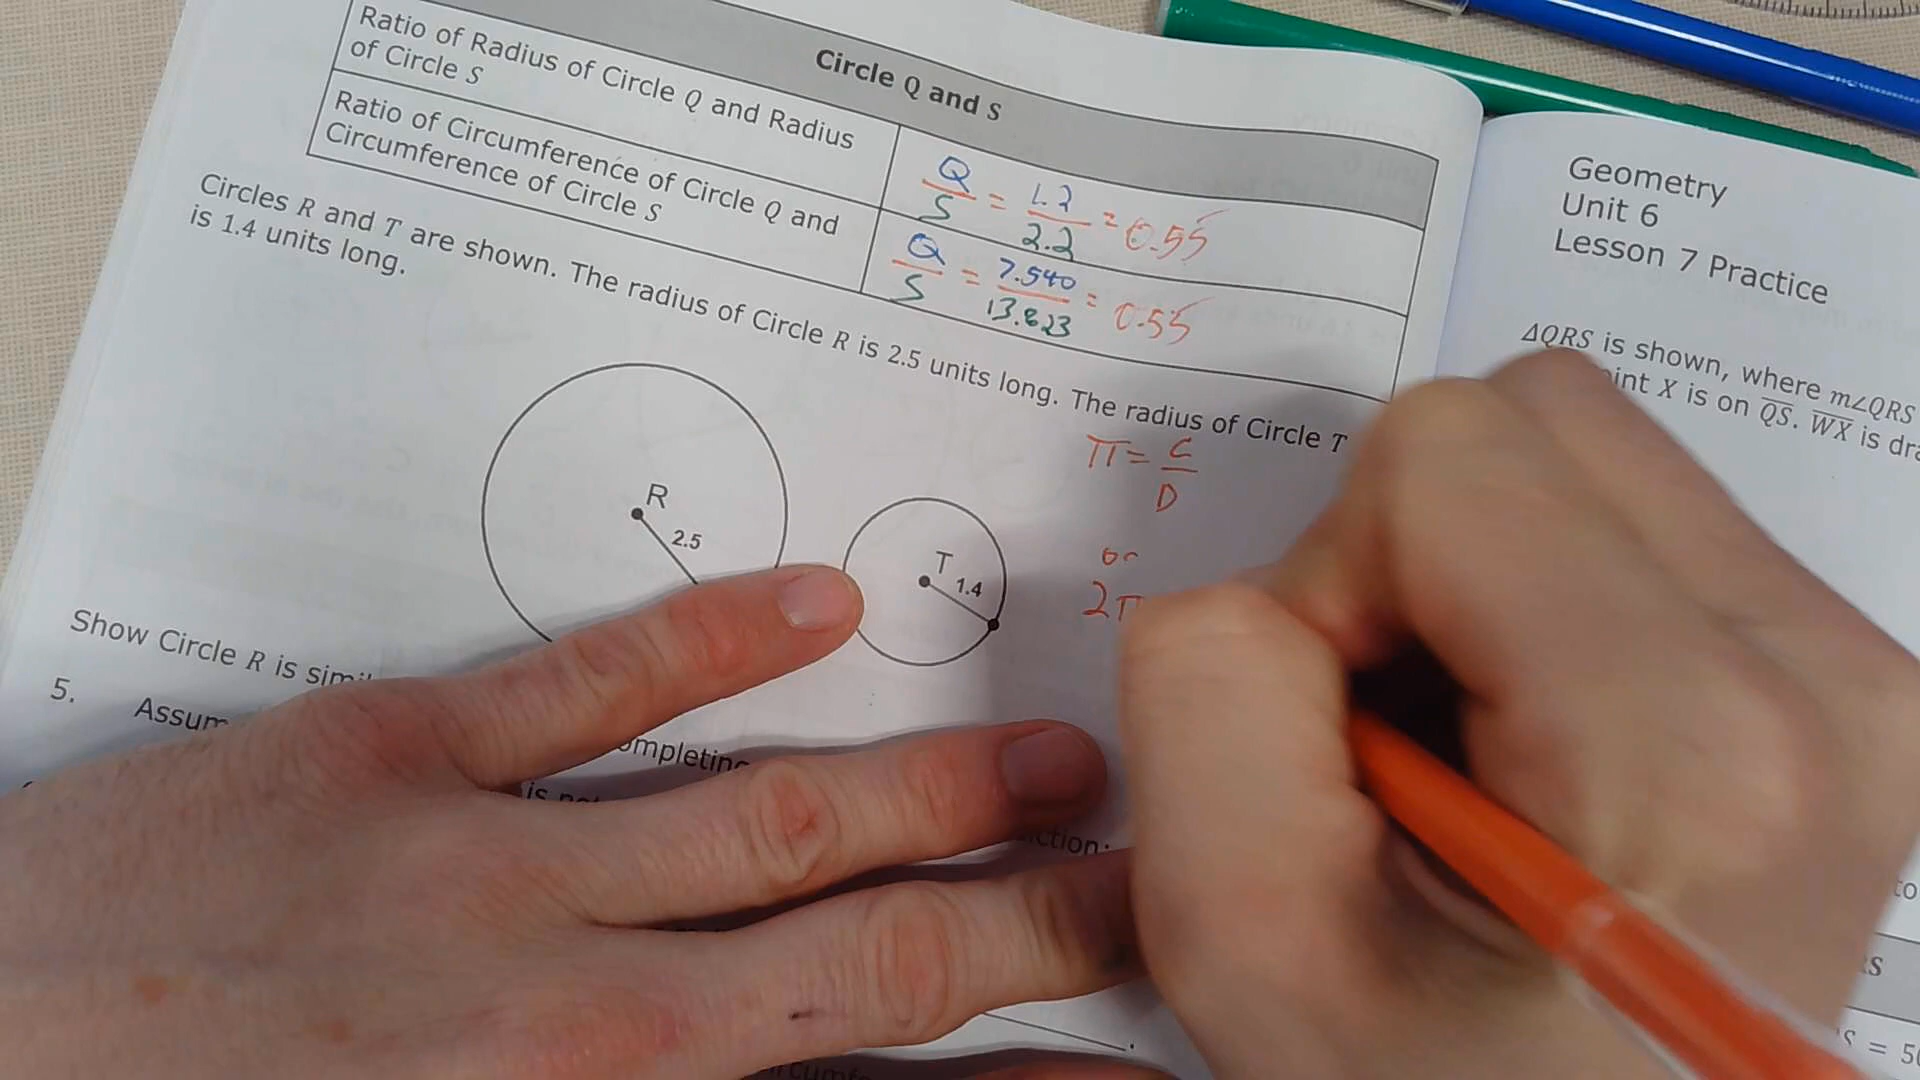 Circle Q and S
Ratio of Radius of Circle Q and Radius
of Circle S
Q/S = 1.2/2.2 = 0.55
Ratio of Circumference of Circle Q and
Circumference of Circle S
Q/S = 7.540/13.823 = 0.55
Circles R and T are shown. The radius of Circle R is 2.5 units long. The radius of Circle T
is 1.4 units long.
R
2.5
T
1.4
π = C/D
or
2π
Show Circle R is
5.
Geometry
Unit 6
Lesson 7 Practice
ΔQRS is shown, where m∠QRS
X is on QS. WX is